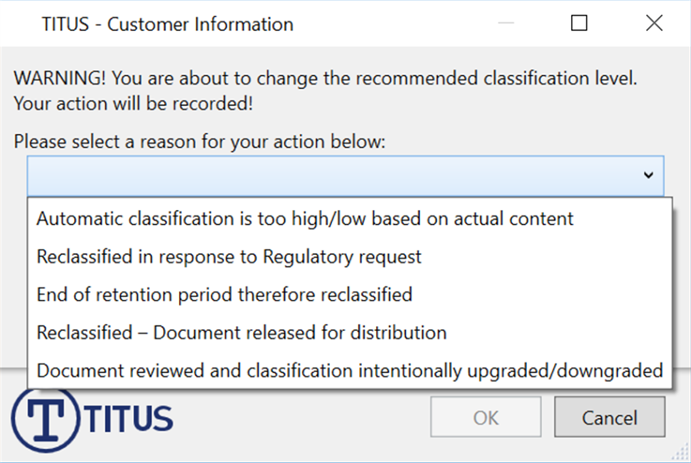 TITUS - Customer Information
WARNING! You are about to change the recommended classification level.
Your action will be recorded!
Please select a reason for your action below:
Automatic classification is too high/low based on actual content
Reclassified in response to Regulatory request
End of retention period therefore reclassified
Reclassified – Document released for distribution
Document reviewed and classification intentionally upgraded/downgraded
T TITUS
OK
Cancel